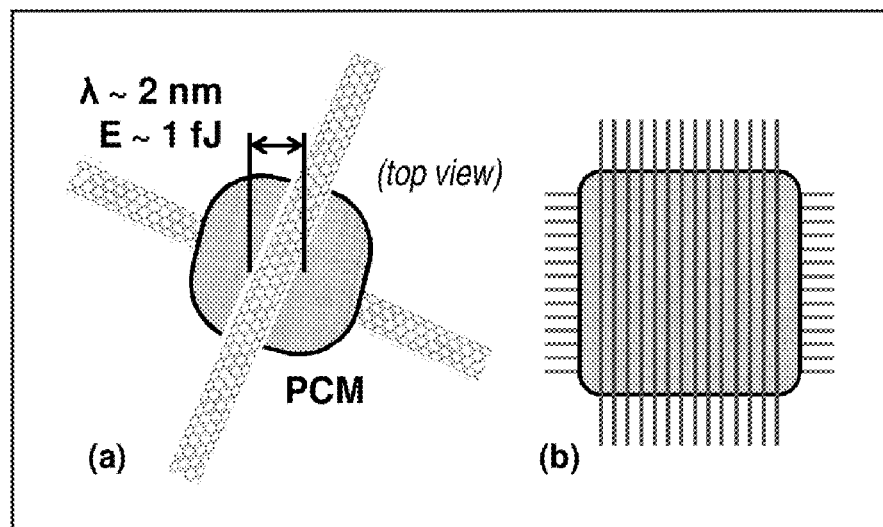 λ ~ 2 nm
E ~ 1 fJ
(top view)
PCM
(a)
(b)